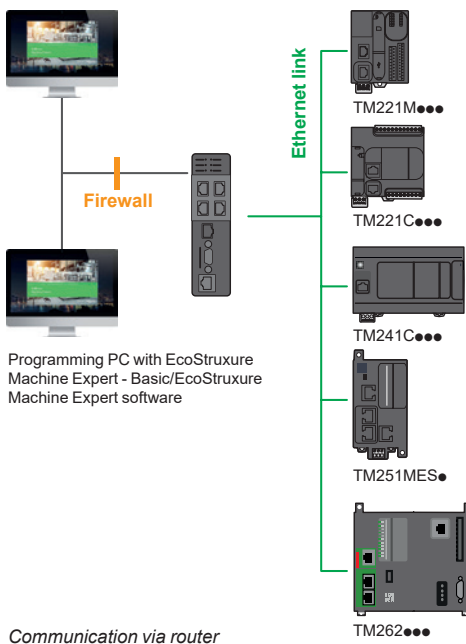 Ethernet link
TM221M●●●
Firewall
TM221C●●●
TM241C●●●
Programming PC with EcoStruxure
Machine Expert - Basic/EcoStruxure
Machine Expert software
TM251MES●
TM262●●●
Communication via router